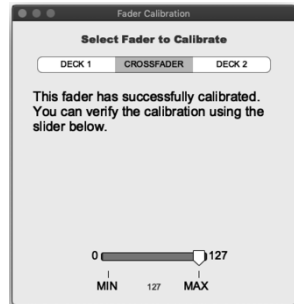 Fader Calibration
Select Fader to Calibrate
DECK 1 CROSSFADER DECK 2
This fader has successfully calibrated.
You can verify the calibration using the
slider below.
0 127
MIN 127 MAX